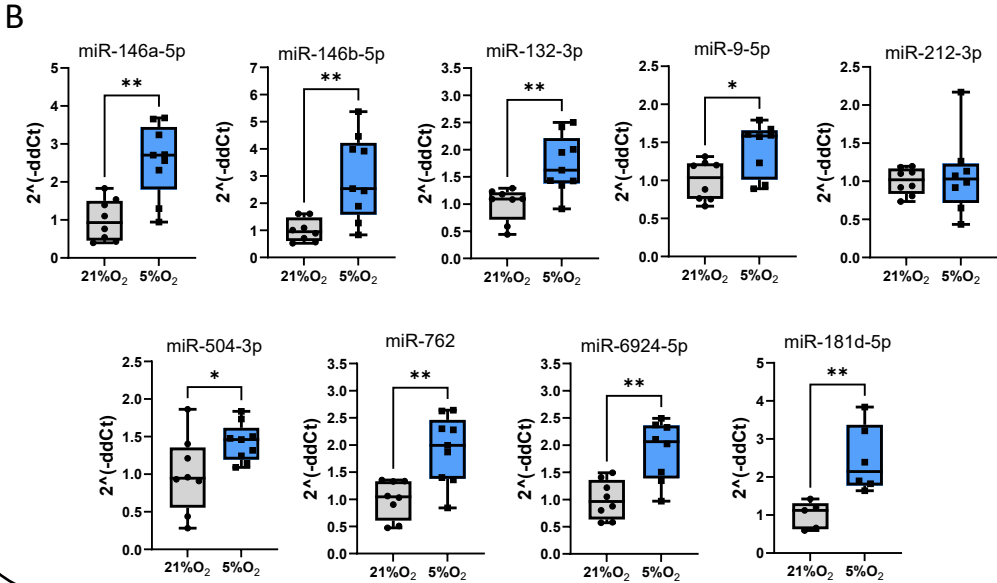 B
miR-146a-5p
2^(-ddCt)
5
4
3
2
1
0
**
21%O₂ 5%O₂
miR-146b-5p
2^(-ddCt)
7
6
5
4
3
2
1
0
**
21%O₂ 5%O₂
miR-132-3p
2^(-ddCt)
3.5
3.0
2.5
2.0
1.5
1.0
0.5
0.0
**
21%O₂ 5%O₂
miR-9-5p
2^(-ddCt)
2.5
2.0
1.5
1.0
0.5
0.0
*
21%O₂ 5%O₂
miR-212-3p
2^(-ddCt)
2.5
2.0
1.5
1.0
0.5
0.0
21%O₂ 5%O₂
miR-504-3p
2^(-ddCt)
2.5
2.0
1.5
1.0
0.5
0.0
*
21%O₂ 5%O₂
miR-762
2^(-ddCt)
3.5
3.0
2.5
2.0
1.5
1.0
0.5
0.0
**
21%O₂ 5%O₂
miR-6924-5p
2^(-ddCt)
3.5
3.0
2.5
2.0
1.5
1.0
0.5
0.0
**
21%O₂ 5%O₂
miR-181d-5p
2^(-ddCt)
5
4
3
2
1
0
**
21%O₂ 5%O₂